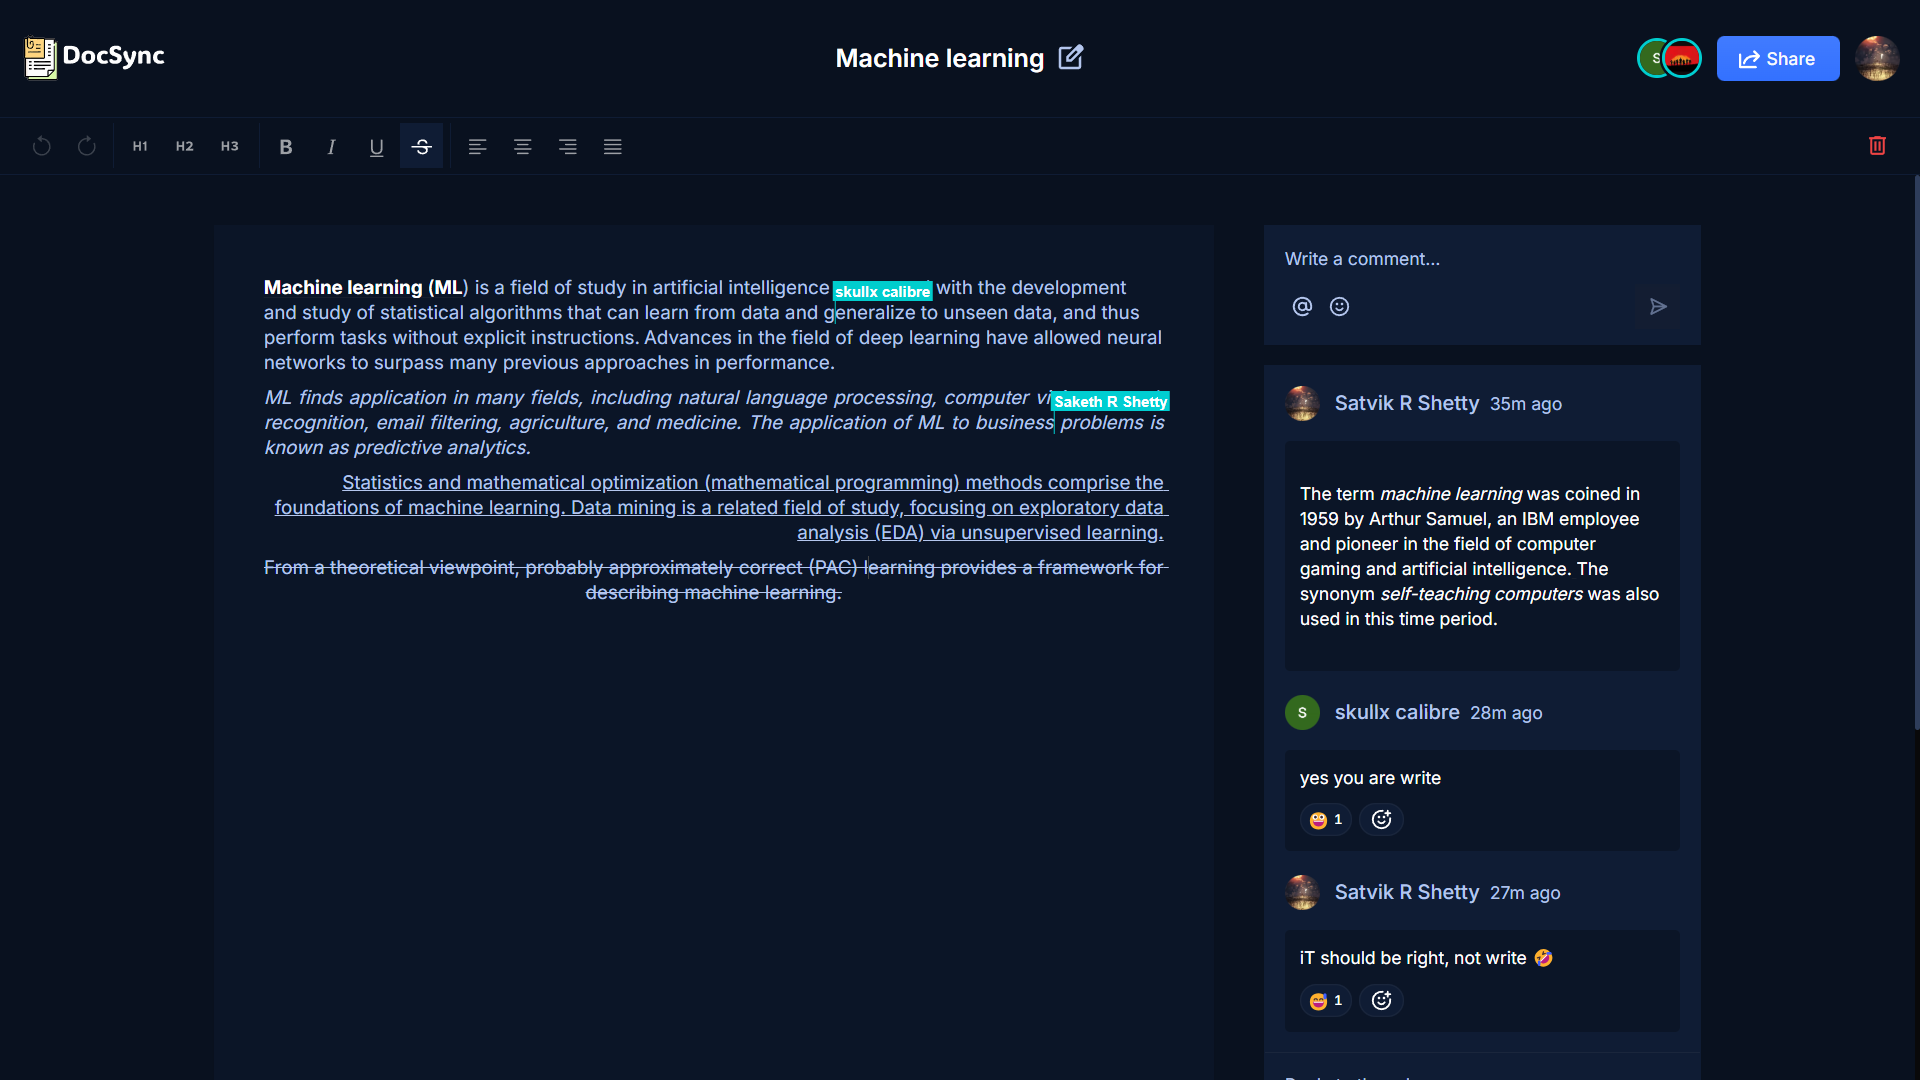 DocSync
Machine learning
S
Share
H1 H2 H3 B I U S
Machine learning (ML) is a field of study in artificial intelligence skullx calibre with the development
and study of statistical algorithms that can learn from data and generalize to unseen data, and thus
perform tasks without explicit instructions. Advances in the field of deep learning have allowed neural
networks to surpass many previous approaches in performance.
ML finds application in many fields, including natural language processing, computer vi Saketh R Shetty
recognition, email filtering, agriculture, and medicine. The application of ML to business problems is
known as predictive analytics.
Statistics and mathematical optimization (mathematical programming) methods comprise the
foundations of machine learning. Data mining is a related field of study, focusing on exploratory data
analysis (EDA) via unsupervised learning.
From a theoretical viewpoint, probably approximately correct (PAC) learning provides a framework for
describing machine learning.
Write a comment…
@
Satvik R Shetty 35m ago
The term machine learning was coined in
1959 by Arthur Samuel, an IBM employee
and pioneer in the field of computer
gaming and artificial intelligence. The
synonym self-teaching computers was also
used in this time period.
S skullx calibre 28m ago
yes you are write
1
Satvik R Shetty 27m ago
iT should be right, not write 🤣
1